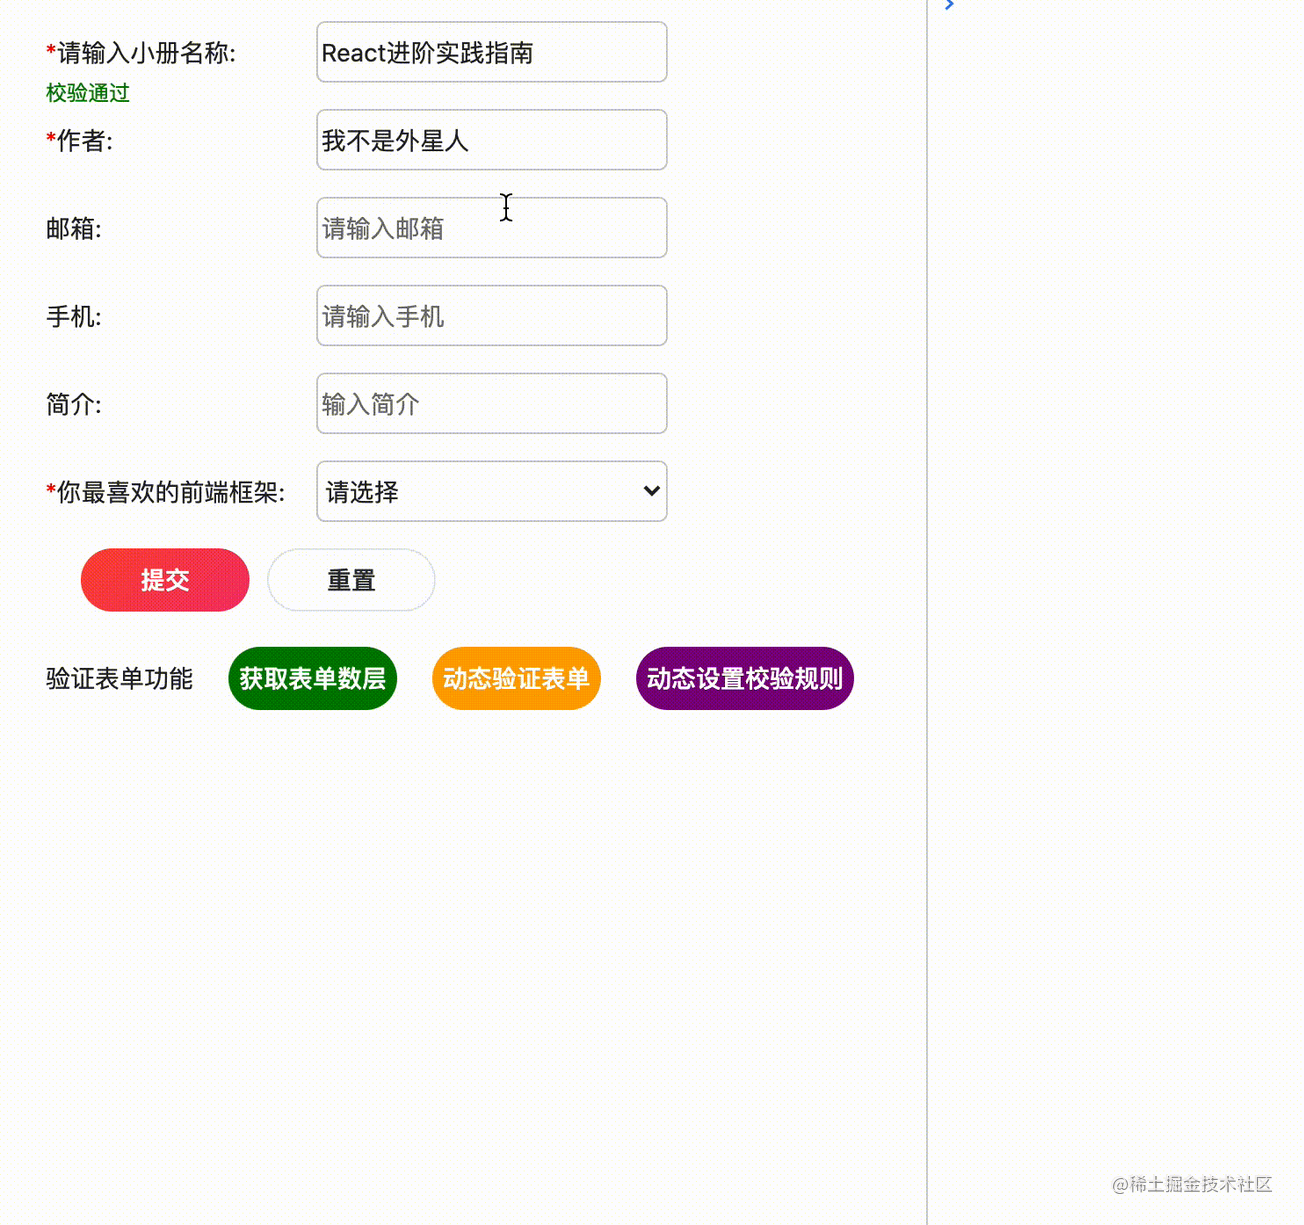 *请输入小册名称: React进阶实践指南
校验通过
*作者: 我不是外星人
邮箱: 请输入邮箱
手机: 请输入手机
简介: 输入简介
*你最喜欢的前端框架: 请选择
提交 重置
验证表单功能 获取表单数层 动态验证表单 动态设置校验规则
@稀土掘金技术社区